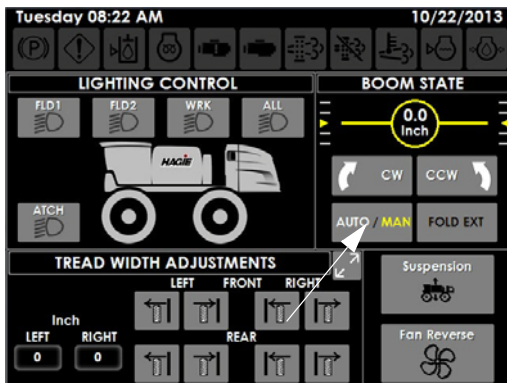 Tuesday 08:22 AM 10/22/2013
(P)
LIGHTING CONTROL
FLD1 FLD2 WRK ALL
HAGIE
ATCH
BOOM STATE
0.0
Inch
CW CCW
AUTO / MAN FOLD EXT
TREAD WIDTH ADJUSTMENTS
LEFT FRONT RIGHT
Inch
LEFT RIGHT
0 0
REAR
Suspension
Fan Reverse